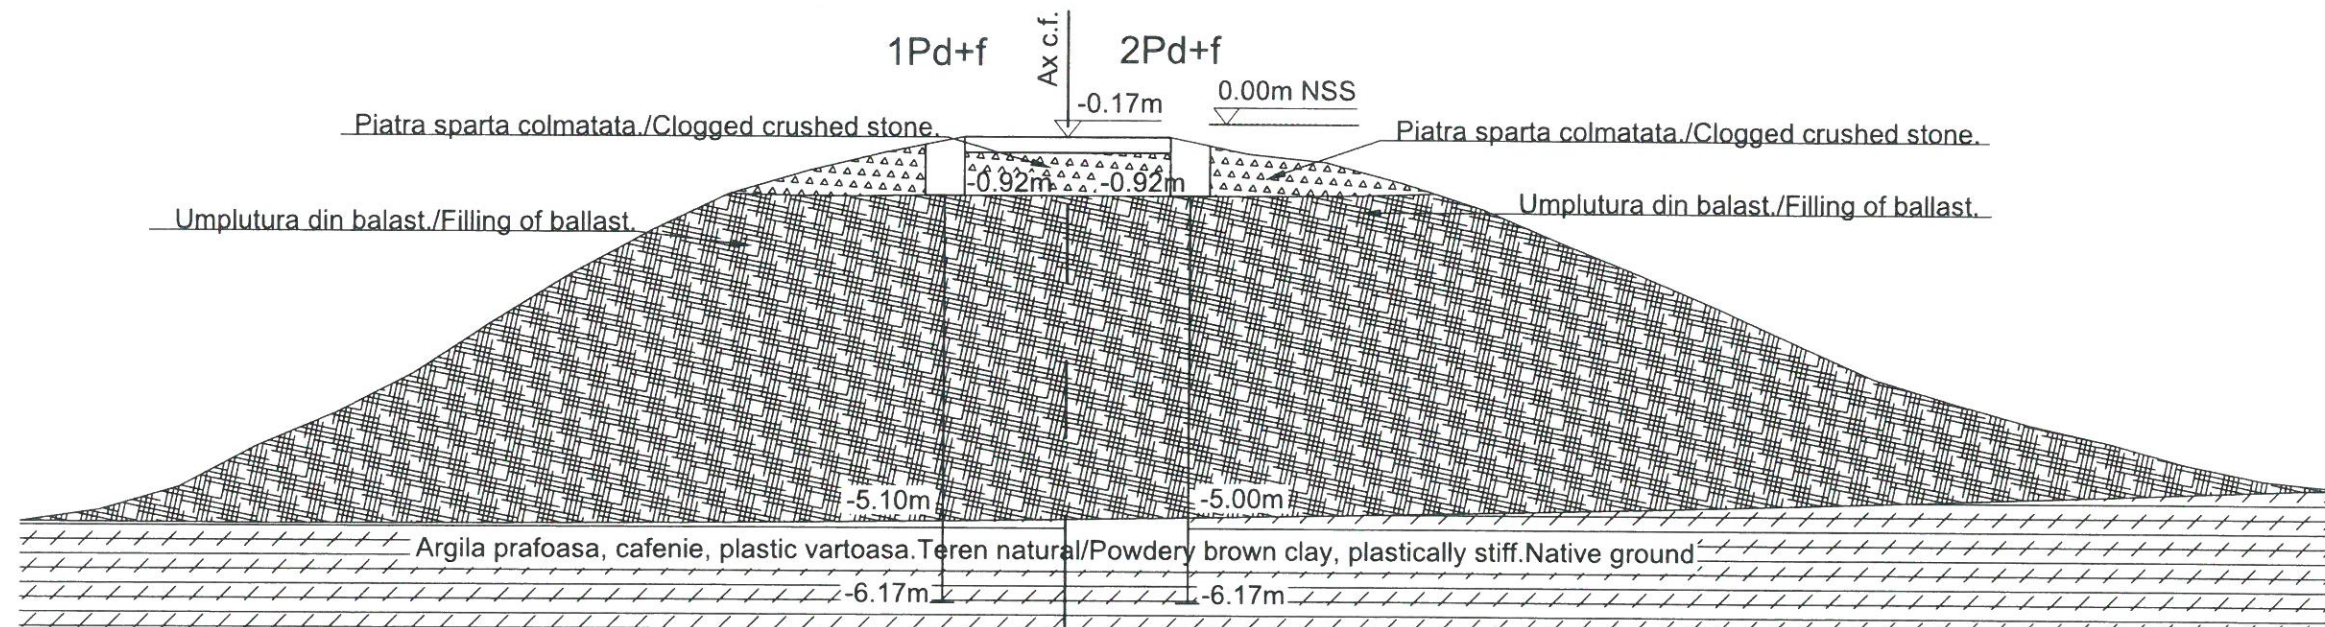 1Pd+f
Ax c.f.
2Pd+f
0.00m NSS
-0.17m
Piatra sparta colmatata./Clogged crushed stone.
Piatra sparta colmatata./Clogged crushed stone.
-0.92m
-0.92m
Umplutura din balast./Filling of ballast.
Umplutura din balast./Filling of ballast.
-5.10m
-5.00m
Argila prafoasa, cafenie, plastic vartoasa.Teren natural/Powdery brown clay, plastically stiff.Native ground
-6.17m
-6.17m